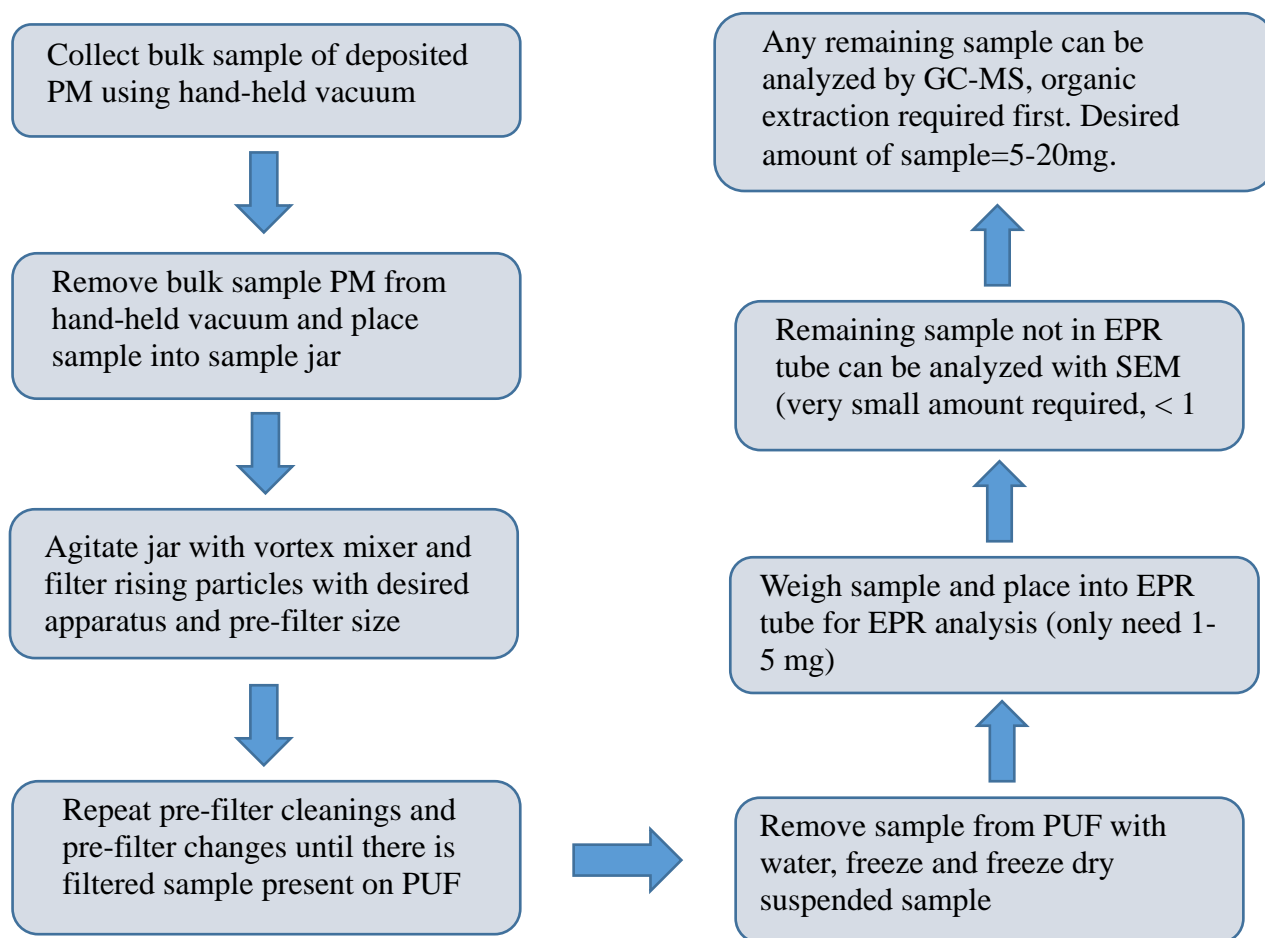 Collect bulk sample of deposited
PM using hand-held vacuum
Remove bulk sample PM from
hand-held vacuum and place
sample into sample jar
Agitate jar with vortex mixer and
filter rising particles with desired
apparatus and pre-filter size
Repeat pre-filter cleanings and
pre-filter changes until there is
filtered sample present on PUF
Remove sample from PUF with
water, freeze and freeze dry
suspended sample
Weigh sample and place into EPR
tube for EPR analysis (only need 1-
5 mg)
Remaining sample not in EPR
tube can be analyzed with SEM
(very small amount required, < 1
Any remaining sample can be
analyzed by GC-MS, organic
extraction required first. Desired
amount of sample=5-20mg.